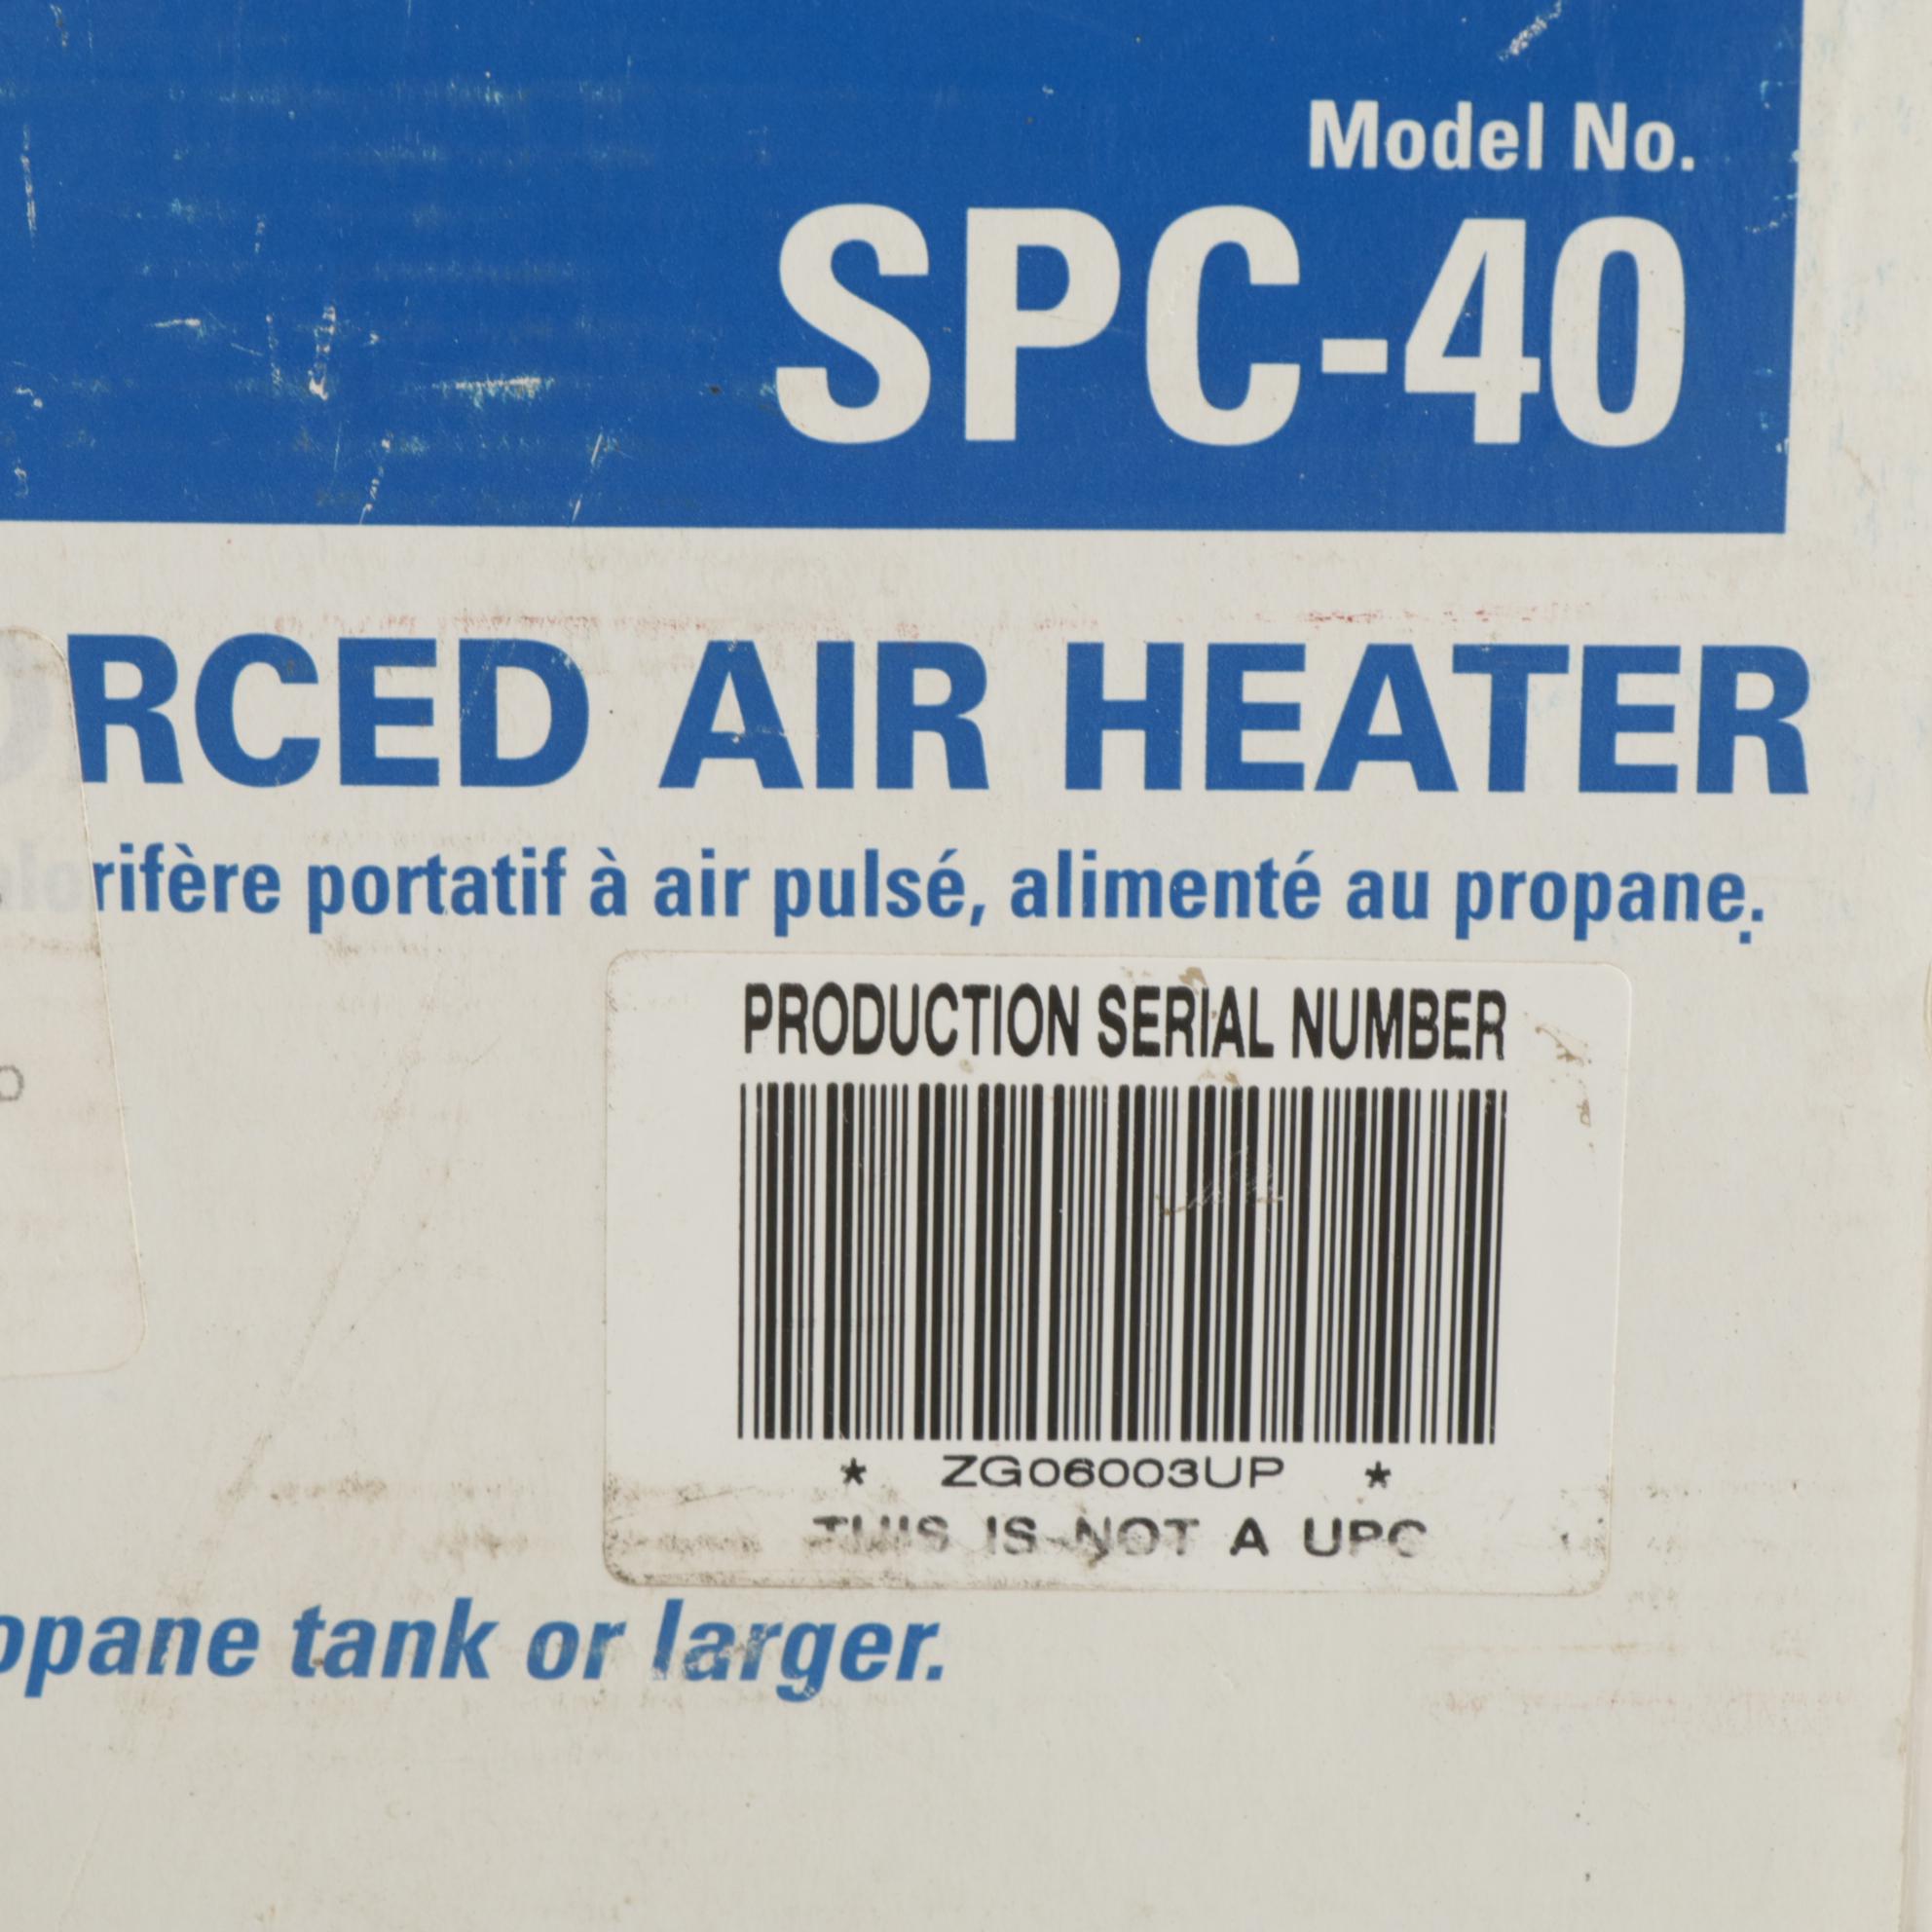 Model No.
SPC-40
RCED AIR HEATER
rifère portatif à air pulsé, alimenté au propane.
PRODUCTION SERIAL NUMBER
* ZG06003UP *
THIS IS NOT A UPC
opane tank or larger.